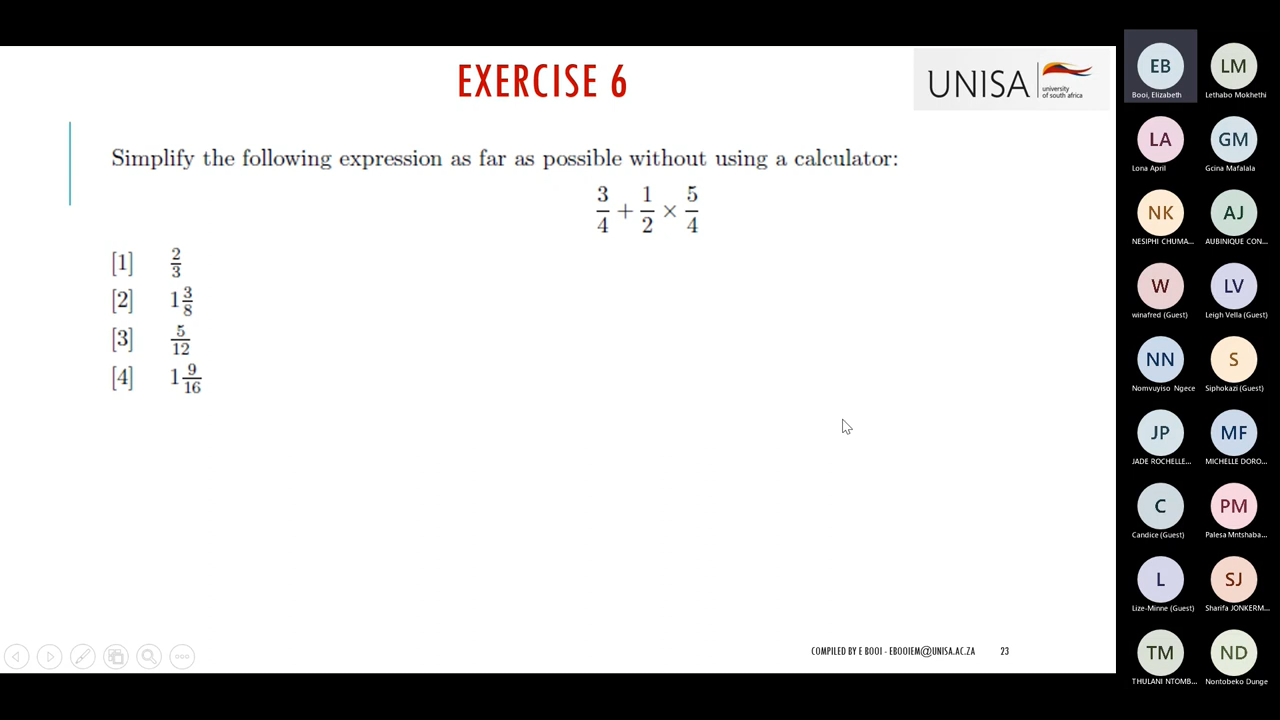 EXERCISE 6
UNISA
university
of south africa
Simplify the following expression as far as possible without using a calculator:
3/4 + 1/2 × 5/4
[1] 2/3
[2] 1 3/8
[3] 5/12
[4] 1 9/16
COMPILED BY E BOOI - EBOOIEM@UNISA.AC.ZA 23
EB LM
Booi, Elizabeth Lethabo Mokhethi
LA GM
Lona April Gcina Mafalala
NK AJ
NESIPHI CHUMA... AUBINIQUE CON...
W LV
winafred (Guest) Leigh Vella (Guest)
NN S
Nomvuyiso Ngece Siphokazi (Guest)
JP MF
JADE ROCHELLE... MICHELLE DORO...
C PM
Candice (Guest) Palesa Mntshaba...
L SJ
Lize-Minne (Guest) Sharifa JONKERM...
TM ND
THULANI NTOMB... Nontobeko Dunge